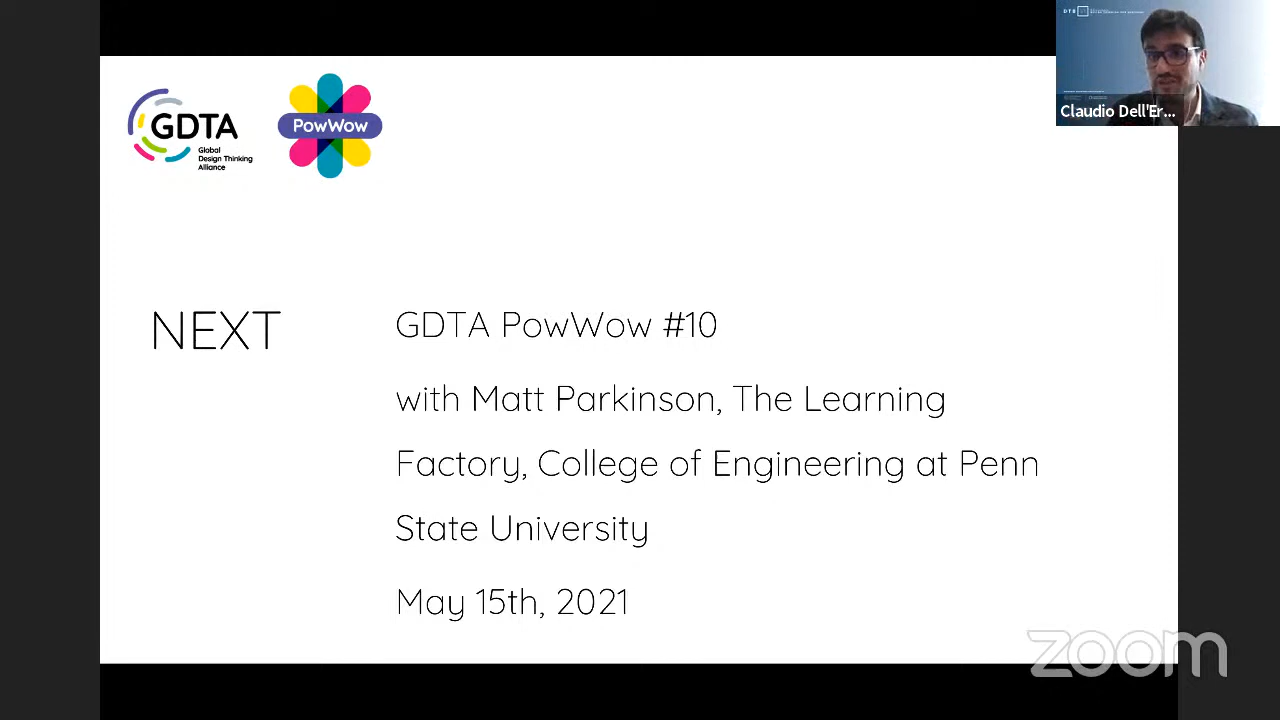 GDTA
Global
Design Thinking
Alliance
PowWow
DTB
Claudio Dell'Er...
NEXT
GDTA PowWow #10
with Matt Parkinson, The Learning
Factory, College of Engineering at Penn
State University
May 15th, 2021
zoom